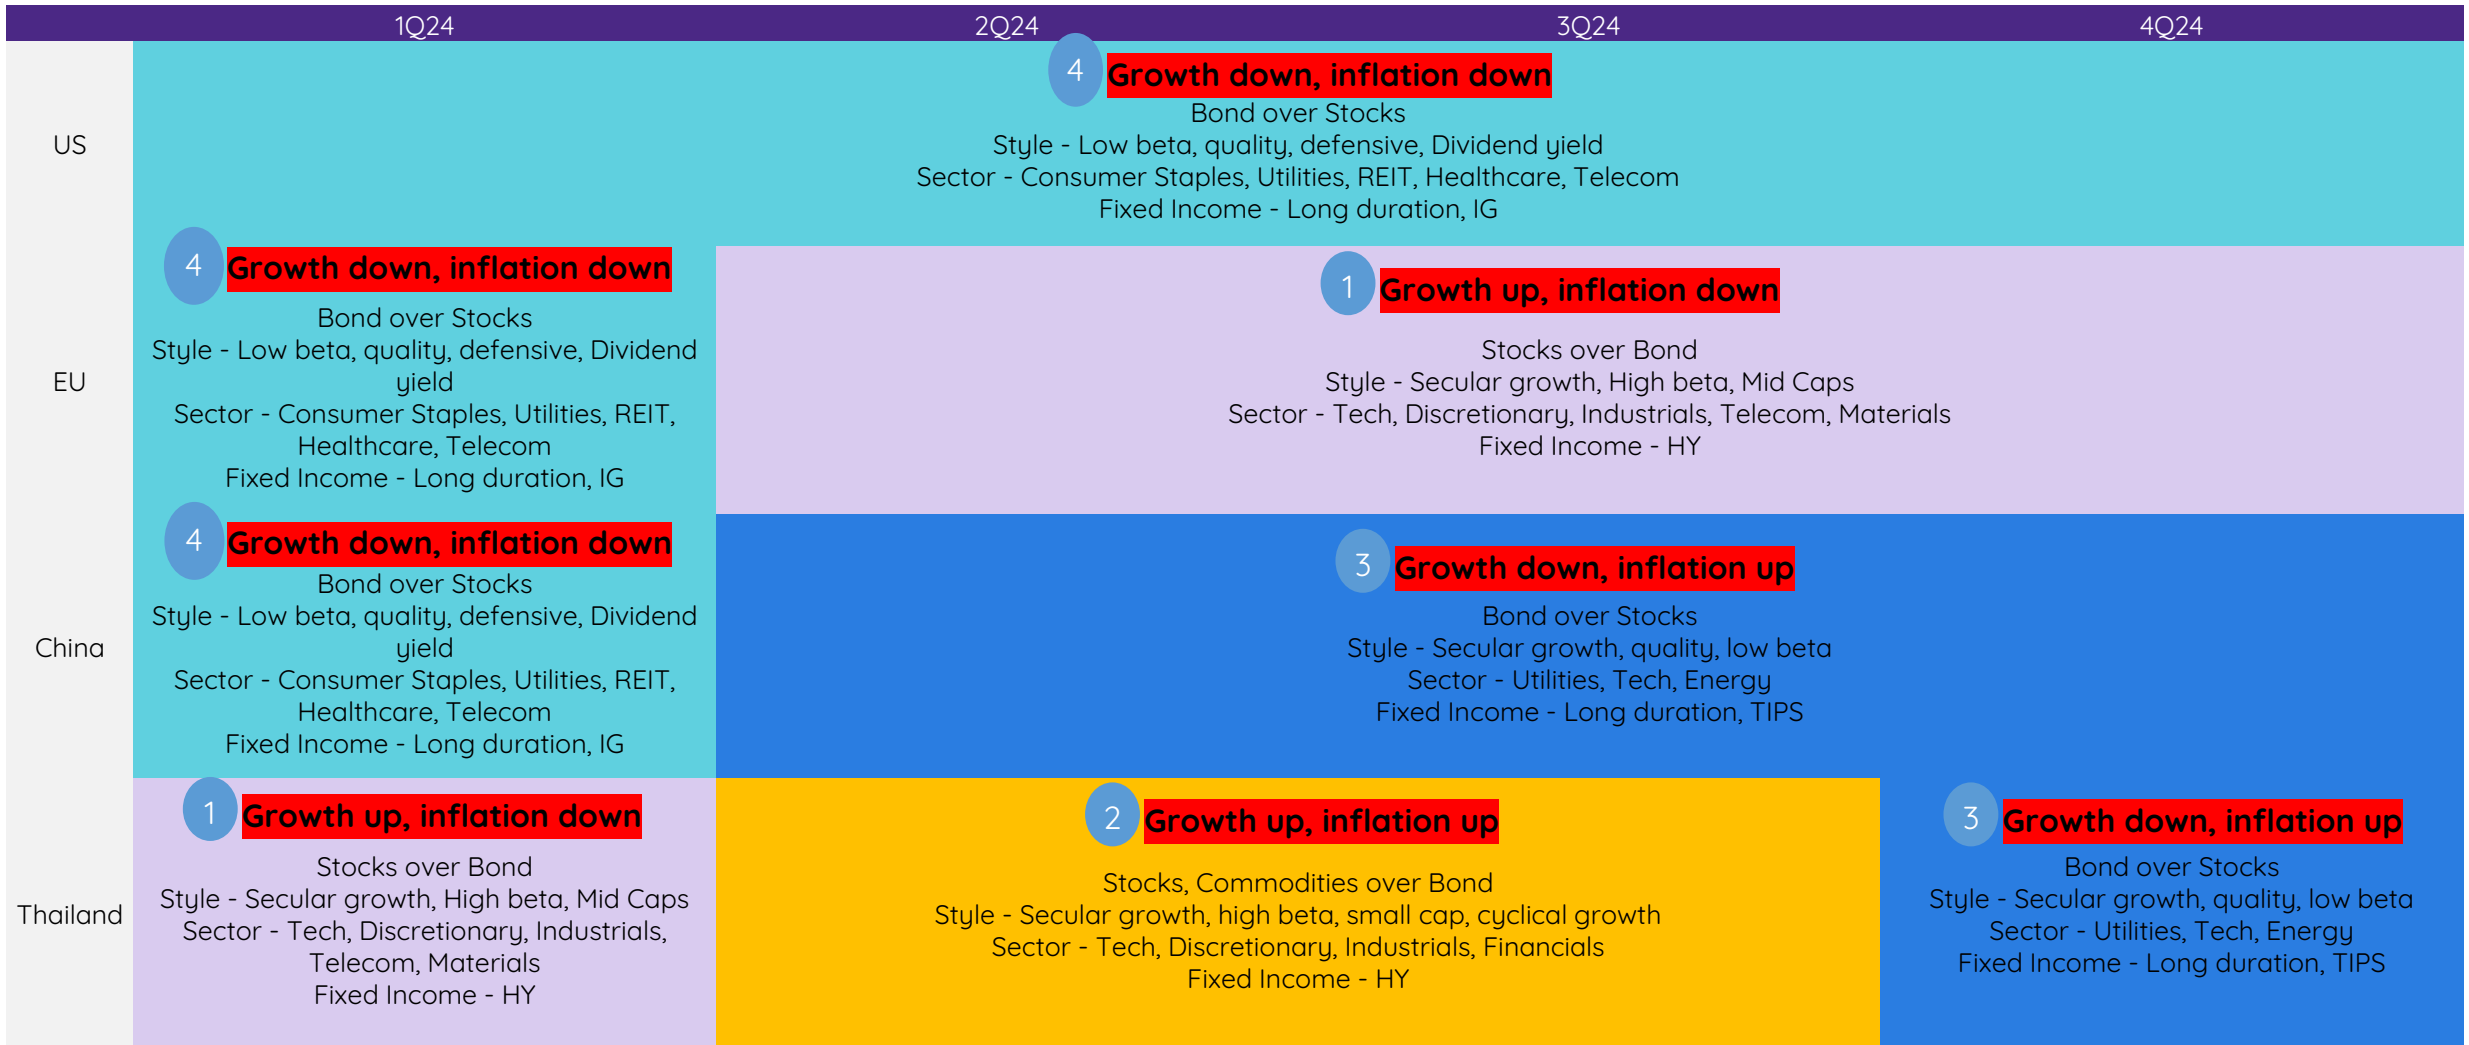 1Q24
2Q24
3Q24
4Q24
US
4
Growth down, inflation down
Bond over Stocks
Style - Low beta, quality, defensive, Dividend yield
Sector - Consumer Staples, Utilities, REIT, Healthcare, Telecom
Fixed Income - Long duration, IG
EU
4
Growth down, inflation down
Bond over Stocks
Style - Low beta, quality, defensive, Dividend
yield
Sector - Consumer Staples, Utilities, REIT,
Healthcare, Telecom
Fixed Income - Long duration, IG
1
Growth up, inflation down
Stocks over Bond
Style - Secular growth, High beta, Mid Caps
Sector - Tech, Discretionary, Industrials, Telecom, Materials
Fixed Income - HY
China
4
Growth down, inflation down
Bond over Stocks
Style - Low beta, quality, defensive, Dividend
yield
Sector - Consumer Staples, Utilities, REIT,
Healthcare, Telecom
Fixed Income - Long duration, IG
3
Growth down, inflation up
Bond over Stocks
Style - Secular growth, quality, low beta
Sector - Utilities, Tech, Energy
Fixed Income - Long duration, TIPS
Thailand
1
Growth up, inflation down
Stocks over Bond
Style - Secular growth, High beta, Mid Caps
Sector - Tech, Discretionary, Industrials,
Telecom, Materials
Fixed Income - HY
2
Growth up, inflation up
Stocks, Commodities over Bond
Style - Secular growth, high beta, small cap, cyclical growth
Sector - Tech, Discretionary, Industrials, Financials
Fixed Income - HY
3
Growth down, inflation up
Bond over Stocks
Style - Secular growth, quality, low beta
Sector - Utilities, Tech, Energy
Fixed Income - Long duration, TIPS